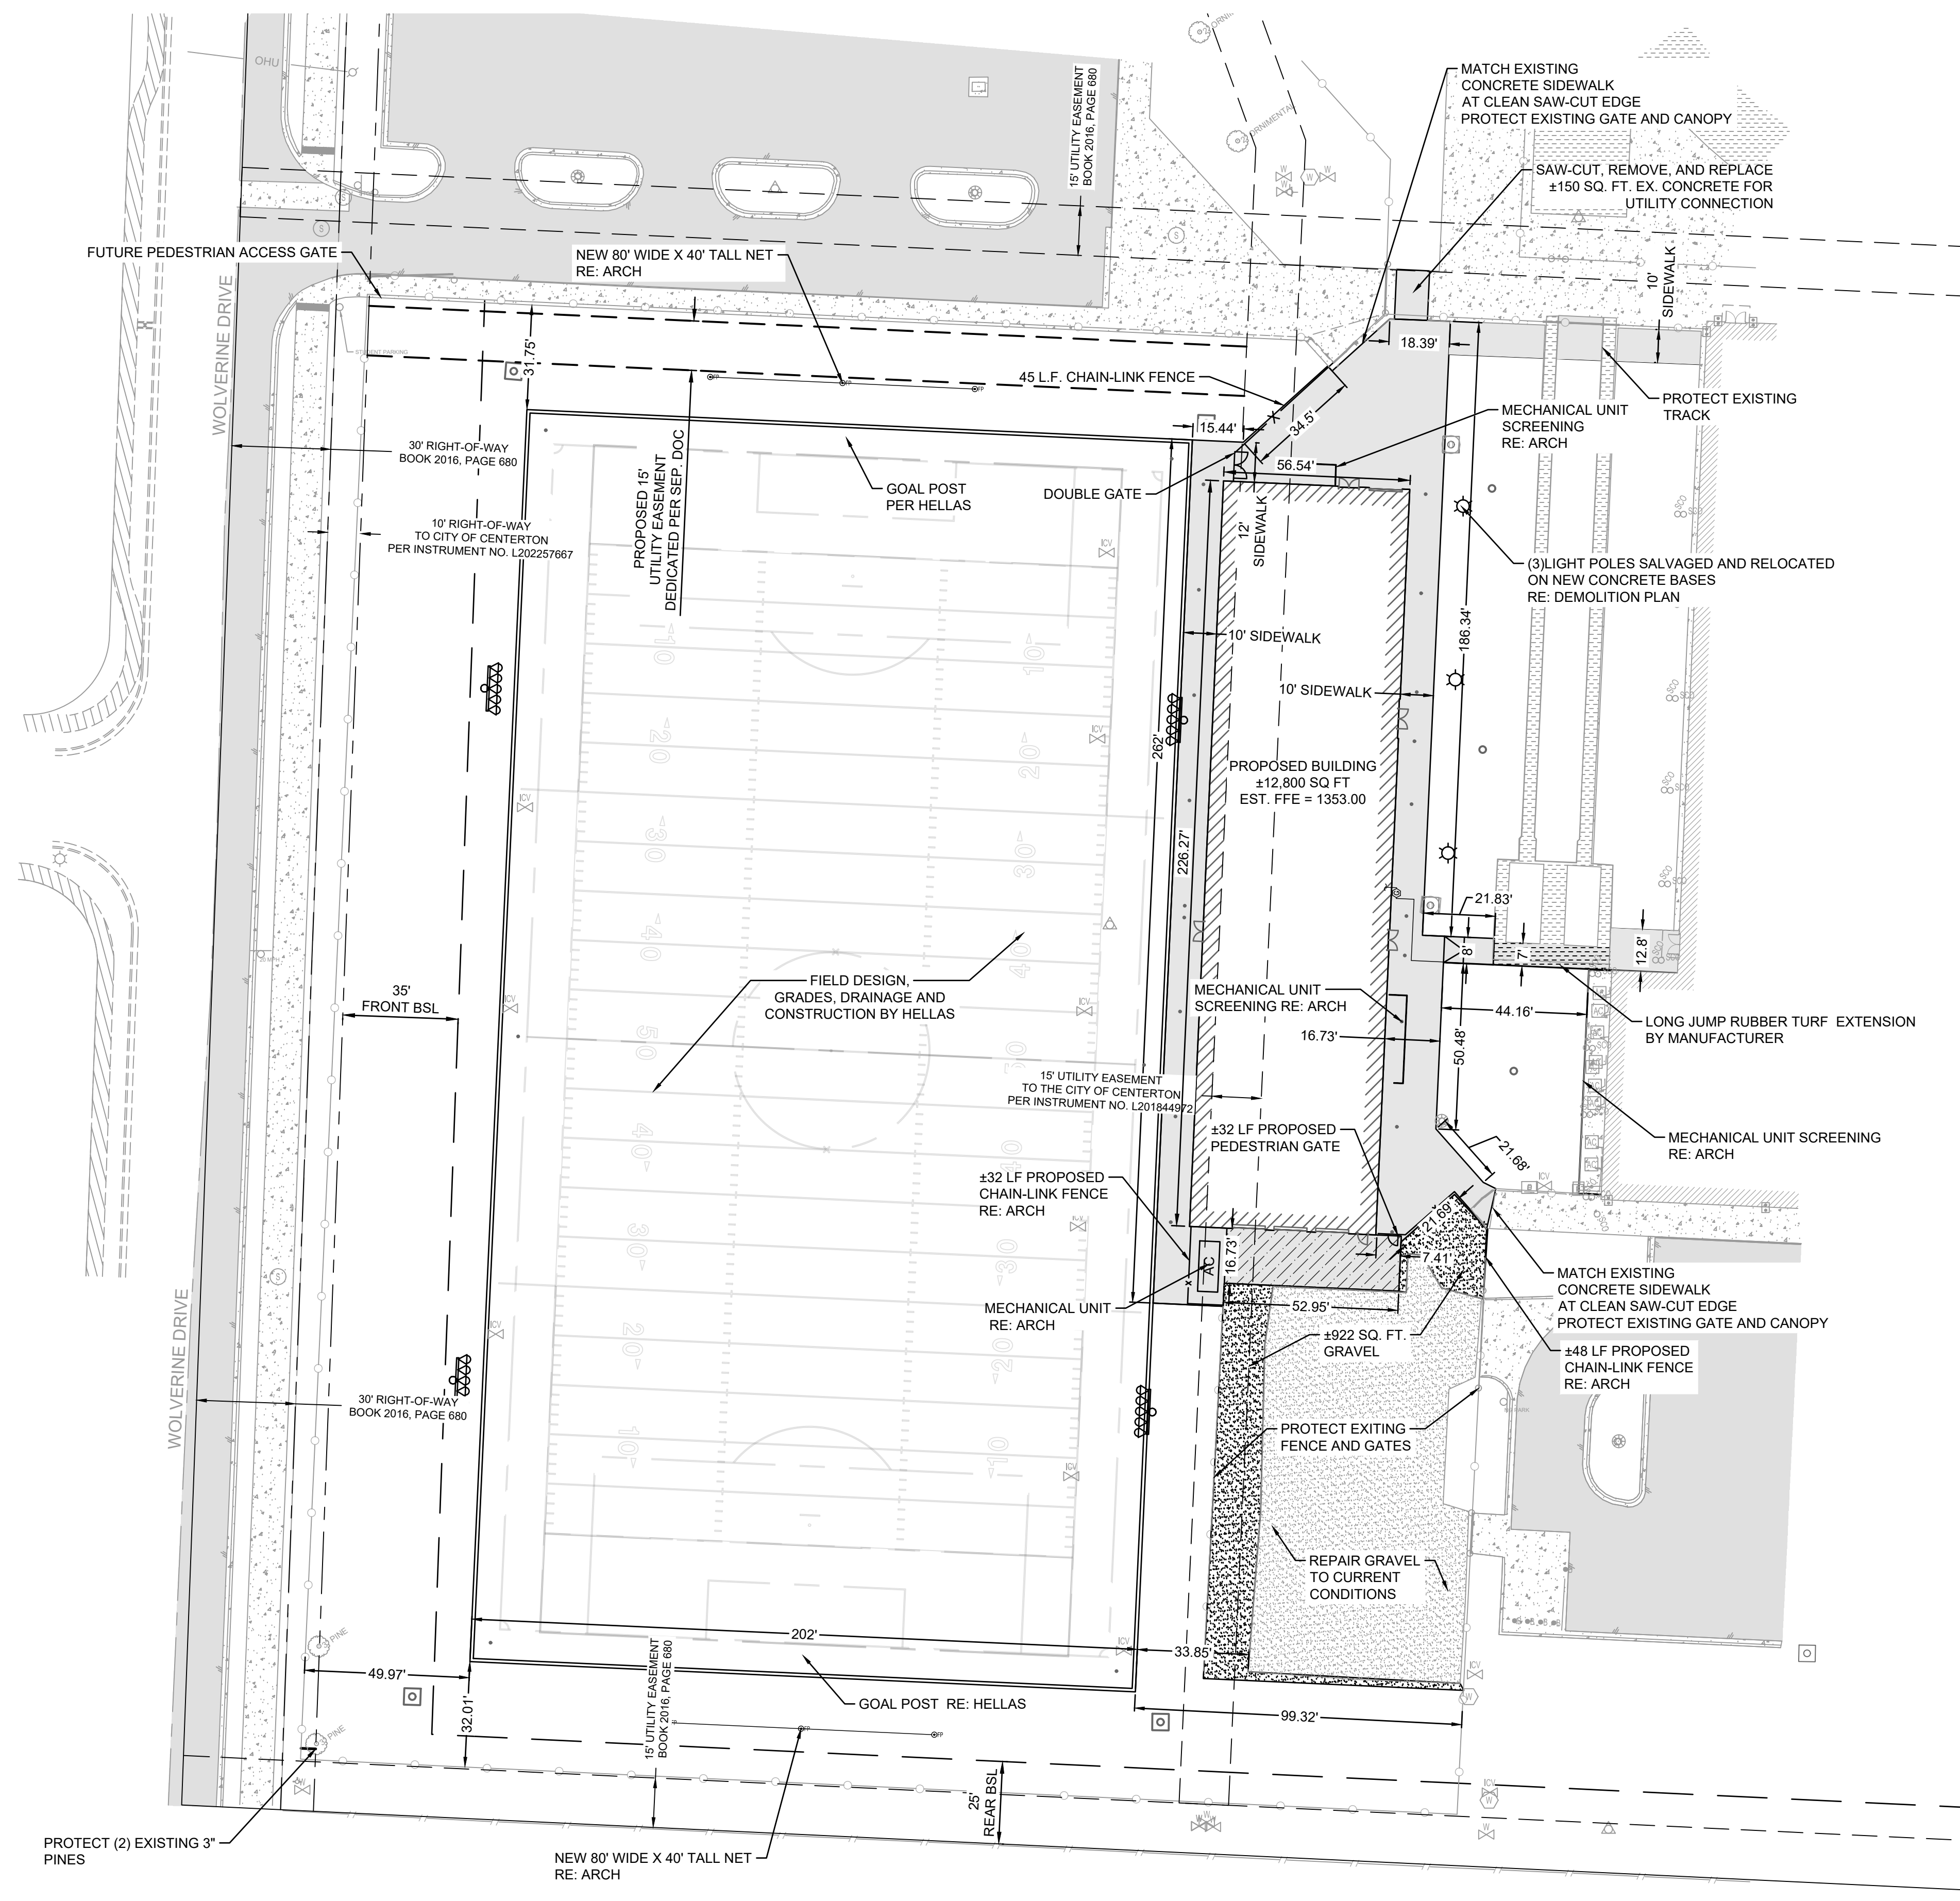 OHU
15' UTILITY EASEMENT
BOOK 2016, PAGE 680
MATCH EXISTING
CONCRETE SIDEWALK
AT CLEAN SAW-CUT EDGE
PROTECT EXISTING GATE AND CANOPY
SAW-CUT, REMOVE, AND REPLACE
±150 SQ. FT. EX. CONCRETE FOR
UTILITY CONNECTION
FUTURE PEDESTRIAN ACCESS GATE
NEW 80' WIDE X 40' TALL NET
RE: ARCH
10'
SIDEWALK
WOLVERINE DRIVE
STUDENT PARKING
31.75'
18.39'
45 L.F. CHAIN-LINK FENCE
34.5'
PROTECT EXISTING
TRACK
MECHANICAL UNIT
SCREENING
RE: ARCH
15.44'
56.54'
30' RIGHT-OF-WAY
BOOK 2016, PAGE 680
GOAL POST
PER HELLAS
DOUBLE GATE
12'
SIDEWALK
PROPOSED 15'
UTILITY EASEMENT
DEDICATED PER SEP. DOC
10' RIGHT-OF-WAY
TO CITY OF CENTERTON
PER INSTRUMENT NO. L202257667
(3)LIGHT POLES SALVAGED AND RELOCATED
ON NEW CONCRETE BASES
RE: DEMOLITION PLAN
186.34'
10' SIDEWALK
10' SIDEWALK
262'
PROPOSED BUILDING
±12,800 SQ FT
EST. FFE = 1353.00
226.27'
21.83'
8'
7'
12.8'
FIELD DESIGN,
GRADES, DRAINAGE AND
CONSTRUCTION BY HELLAS
35'
FRONT BSL
MECHANICAL UNIT
SCREENING RE: ARCH
16.73'
44.16'
50.48'
LONG JUMP RUBBER TURF EXTENSION
BY MANUFACTURER
15' UTILITY EASEMENT
TO THE CITY OF CENTERTON
PER INSTRUMENT NO. L201844972
±32 LF PROPOSED
PEDESTRIAN GATE
21.68'
MECHANICAL UNIT SCREENING
RE: ARCH
±32 LF PROPOSED
CHAIN-LINK FENCE
RE: ARCH
21.69'
7.41'
AC
16.73'
52.95'
MECHANICAL UNIT
RE: ARCH
MATCH EXISTING
CONCRETE SIDEWALK
AT CLEAN SAW-CUT EDGE
PROTECT EXISTING GATE AND CANOPY
±922 SQ. FT.
GRAVEL
±48 LF PROPOSED
CHAIN-LINK FENCE
RE: ARCH
WOLVERINE DRIVE
30' RIGHT-OF-WAY
BOOK 2016, PAGE 680
PROTECT EXITING
FENCE AND GATES
REPAIR GRAVEL
TO CURRENT
CONDITIONS
202'
33.85'
49.97'
32.01'
15' UTILITY EASEMENT
BOOK 2016, PAGE 680
GOAL POST RE: HELLAS
99.32'
25'
REAR BSL
3" PINE
3" PINE
PROTECT (2) EXISTING 3"
PINES
NEW 80' WIDE X 40' TALL NET
RE: ARCH